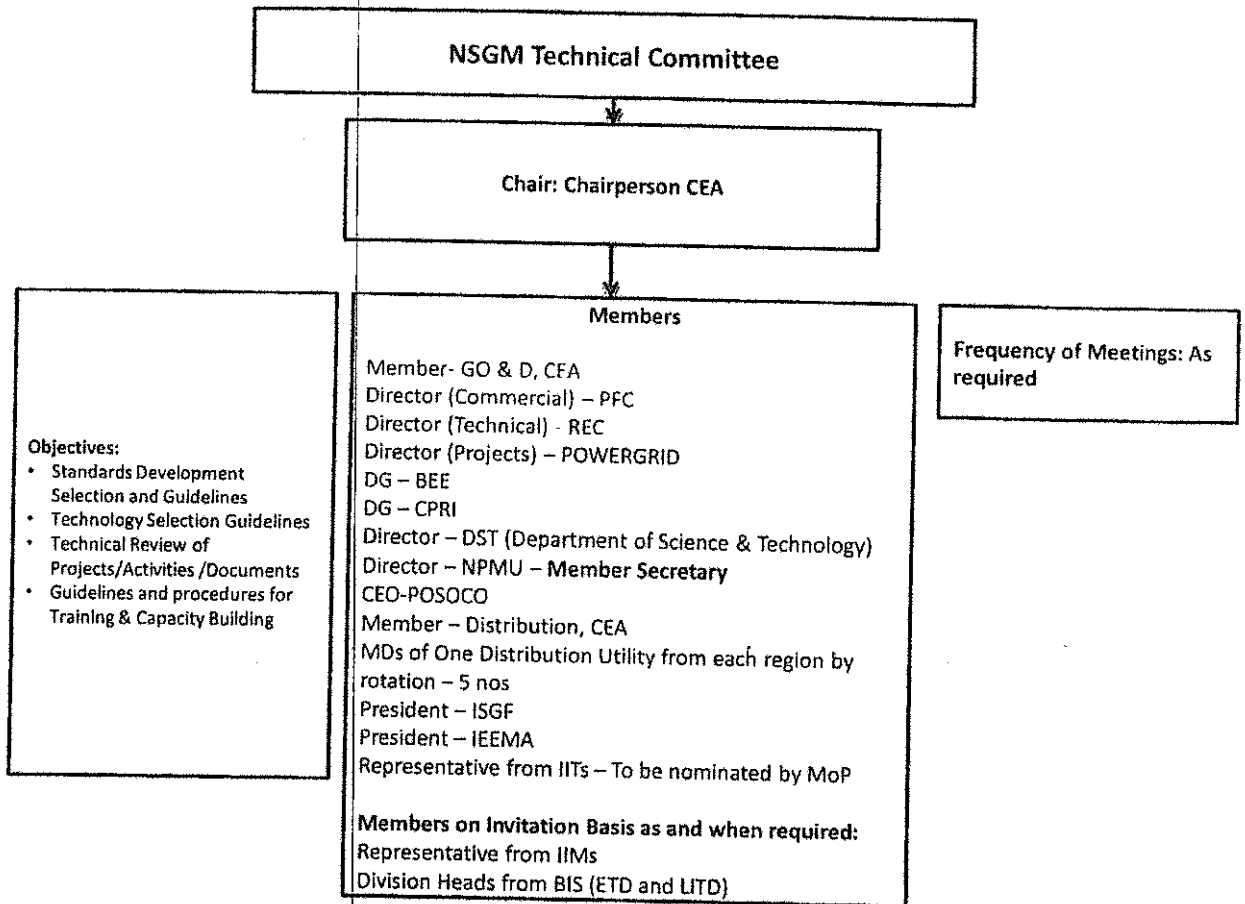 NSGM Technical Committee
Chair: Chairperson CEA
Objectives:
• Standards Development
Selection and Guidelines
• Technology Selection Guidelines
• Technical Review of
Projects/Activities /Documents
• Guidelines and procedures for
Training & Capacity Building
Members
Member- GO & D, CFA
Director (Commercial) – PFC
Director (Technical) - REC
Director (Projects) – POWERGRID
DG – BEE
DG – CPRI
Director – DST (Department of Science & Technology)
Director – NPMU – Member Secretary
CEO-POSOCO
Member – Distribution, CEA
MDs of One Distribution Utility from each region by
rotation – 5 nos
President – ISGF
President – IEEMA
Representative from IITs – To be nominated by MoP
Members on Invitation Basis as and when required:
Representative from IIMs
Division Heads from BIS (ETD and LITD)
Frequency of Meetings: As
required